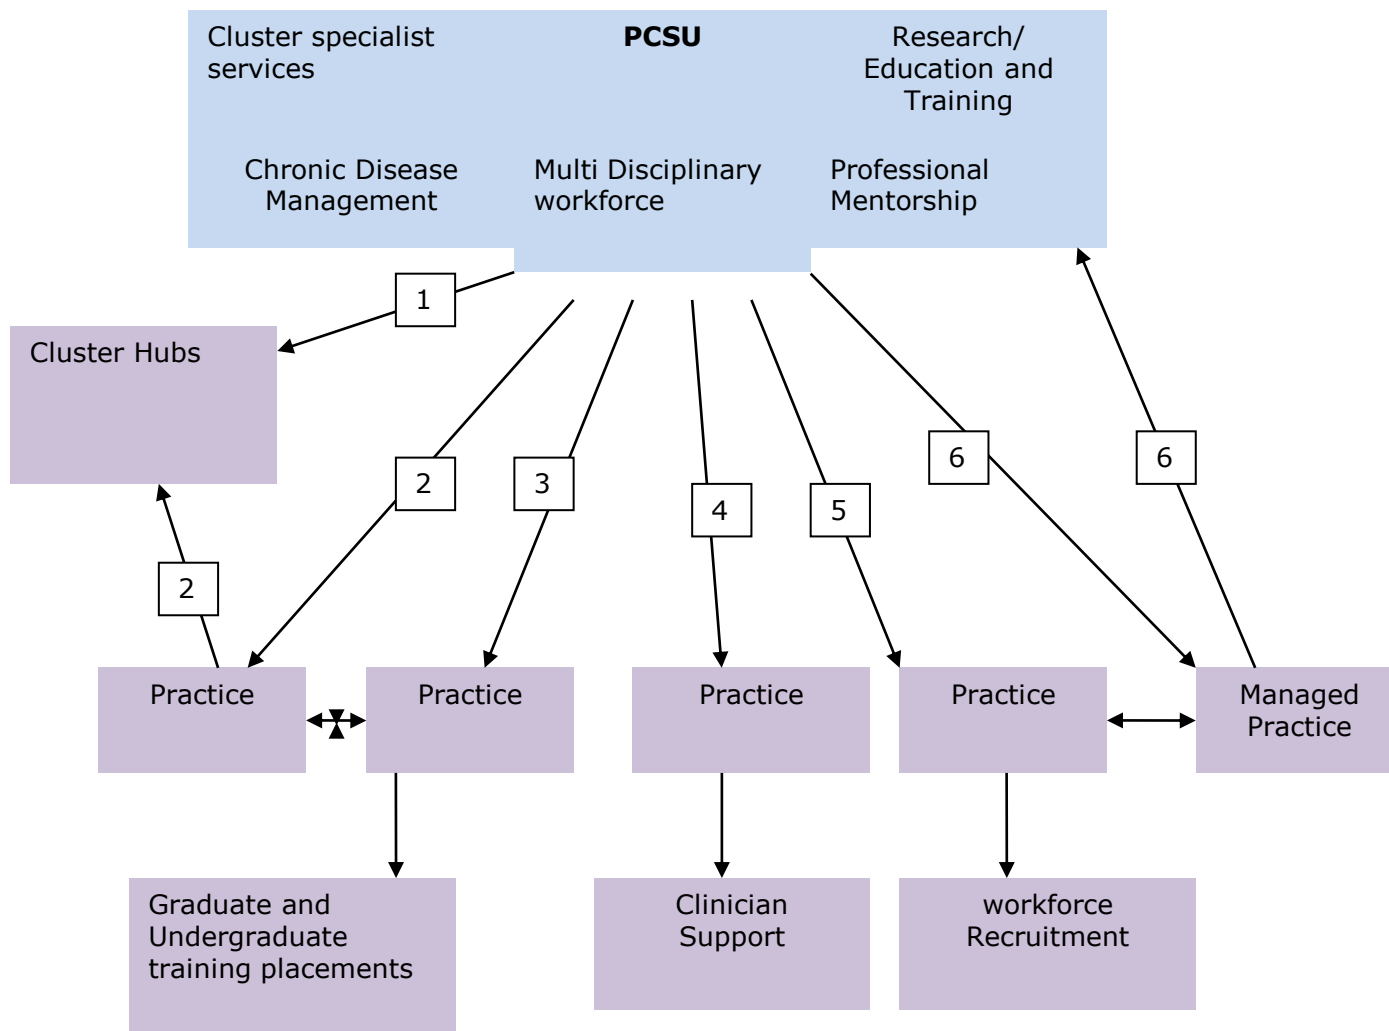 Cluster specialist
services
PCSU
Research/
Education and
Training
Chronic Disease
Management
Multi Disciplinary
workforce
Professional
Mentorship
1
Cluster Hubs
2
3
4
5
6
6
2
Practice
Practice
Practice
Practice
Managed
Practice
Graduate and
Undergraduate
training placements
Clinician
Support
workforce
Recruitment